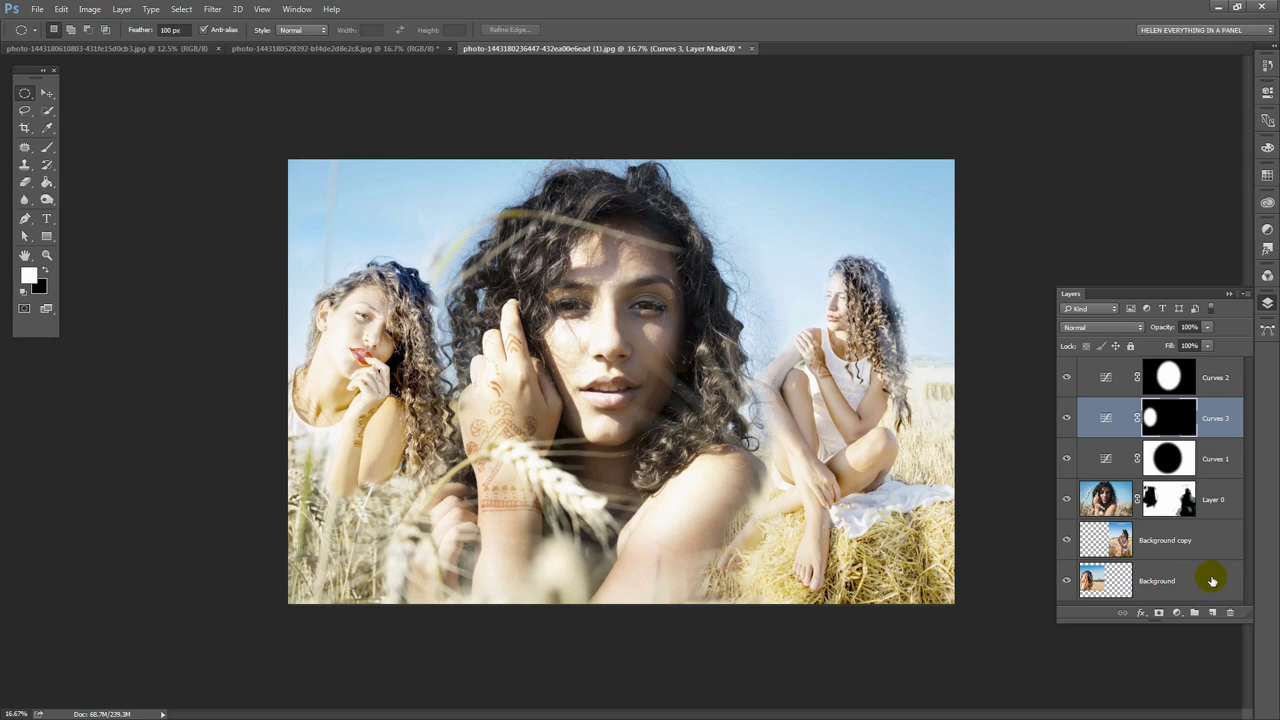 Ps File Edit Image Layer Type Select Filter 3D View Window Help
Feather: 100 px Anti-alias Style: Normal Width: Height: Refine Edge... HELEN EVERYTHING IN A PANEL
photo-1443180610803-431fe15d0cb3.jpg @ 12.5% (RGB/8) photo-1443180528392-bf4de2d8e2c8.jpg @ 16.7% (RGB/8) * photo-1443180236447-432ea00e6ead (1).jpg @ 16.7% (Curves 3, Layer Mask/8) *
Layers
Kind
Normal Opacity: 100%
Lock: Fill: 100%
Curves 2
Curves 3
Curves 1
Layer 0
Background copy
Background
fx
16.67% Doc: 68.7M/239.3M